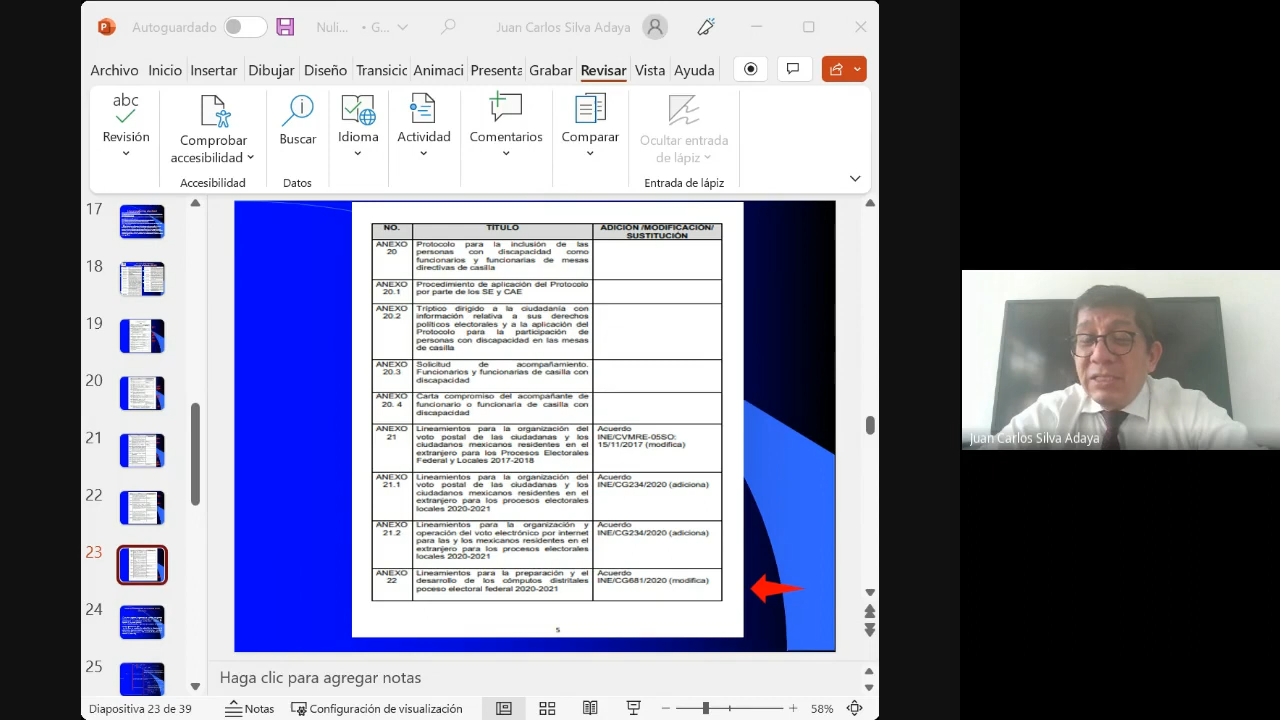 Autoguardado
Nuli... • G...
Juan Carlos Silva Adaya
Archivo Inicio Insertar Dibujar Diseño Transicic Animaci Presenta Grabar Revisar Vista Ayuda
abc
Revisión
Comprobar
accesibilidad
Accesibilidad
Buscar
Datos
Idioma
Actividad
Comentarios
Comparar
Ocultar entrada
de lápiz
Entrada de lápiz
17
18
19
20
21
22
23
24
25
NO. TITULO ADICIÓN /MODIFICACIÓN/
SUSTITUCIÓN
ANEXO
20
Protocolo para la inclusión de las
personas con discapacidad como
funcionarios y funcionarias de mesas
directivas de casilla
ANEXO
20.1
Procedimiento de aplicación del Protocolo
por parte de los SE y CAE
ANEXO
20.2
Tríptico dirigido a la ciudadanía con
información relativa a sus derechos
políticos electorales y a la aplicación del
Protocolo para la participación de
personas con discapacidad en las mesas
de casilla
ANEXO
20.3
Solicitud de acompañamiento.
Funcionarios y funcionarias de casilla con
discapacidad
ANEXO
20. 4
Carta compromiso del acompañante de
funcionario o funcionaria de casilla con
discapacidad
ANEXO
21
Lineamientos para la organización del
voto postal de las ciudadanas y los
ciudadanos mexicanos residentes en el
extranjero para los Procesos Electorales
Federal y Locales 2017-2018
Acuerdo
INE/CVMRE-05SO:
15/11/2017 (modifica)
ANEXO
21.1
Lineamientos para la organización del
voto postal de las ciudadanas y los
ciudadanos mexicanos residentes en el
extranjero para los procesos electorales
locales 2020-2021
Acuerdo
INE/CG234/2020 (adiciona)
ANEXO
21.2
Lineamientos para la organización y
operación del voto electrónico por internet
para las y los mexicanos residentes en el
extranjero para los procesos electorales
locales 2020-2021
Acuerdo
INE/CG234/2020 (adiciona)
ANEXO
22
Lineamientos para la preparación y el
desarrollo de los cómputos distritales
poceso electoral federal 2020-2021
Acuerdo
INE/CG681/2020 (modifica)
5
Haga clic para agregar notas
Diapositiva 23 de 39
Notas
Configuración de visualización
58%
Juan Carlos Silva Adaya